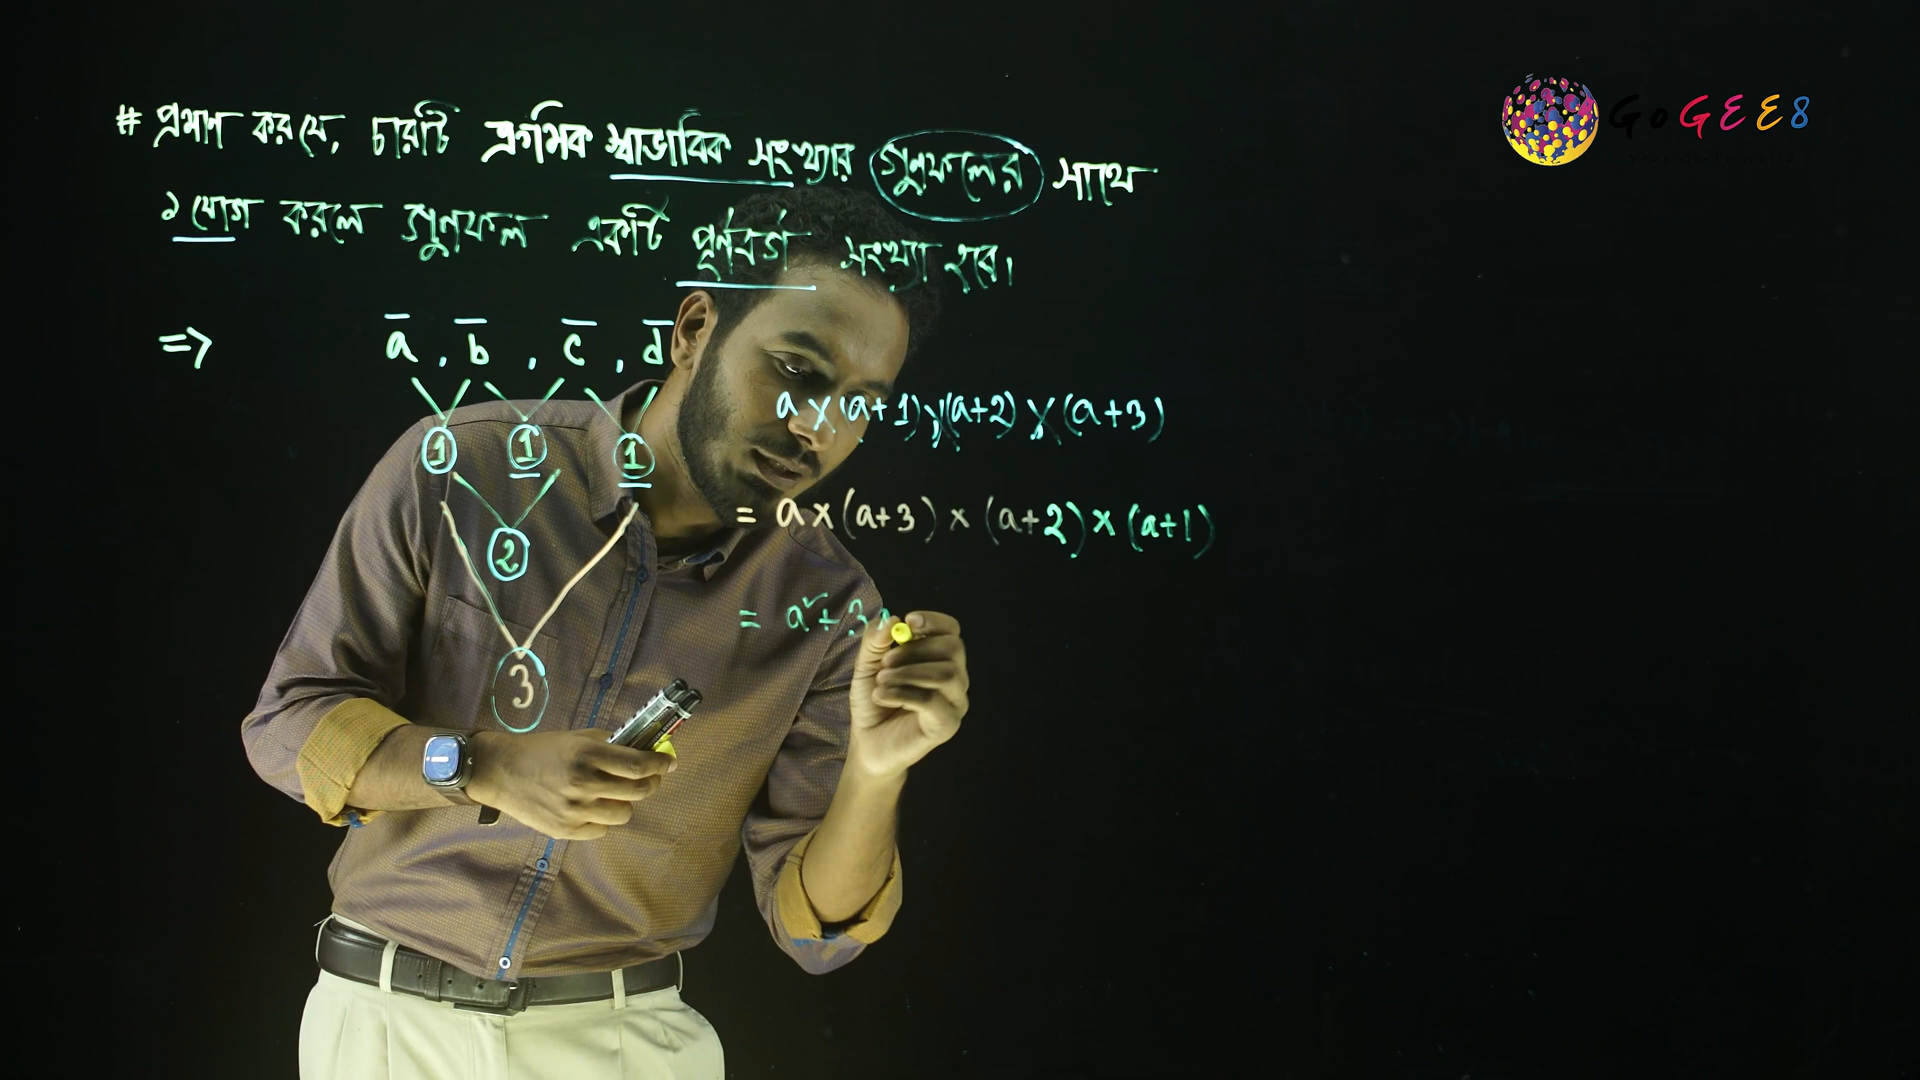 # প্রমাণ কর যে, চারটি ক্রমিক স্বাভাবিক সংখ্যার গুণফলের সাথে
১ যোগ করলে গুণফল একটি পূর্ণবর্গ সংখ্যা হবে।
=> a, b, c, d
1 1 1
a x (a+1) x (a+2) x (a+3)
= a x (a+3) x (a+2) x (a+1)
2
= a² + 3a
3
GOGEE8